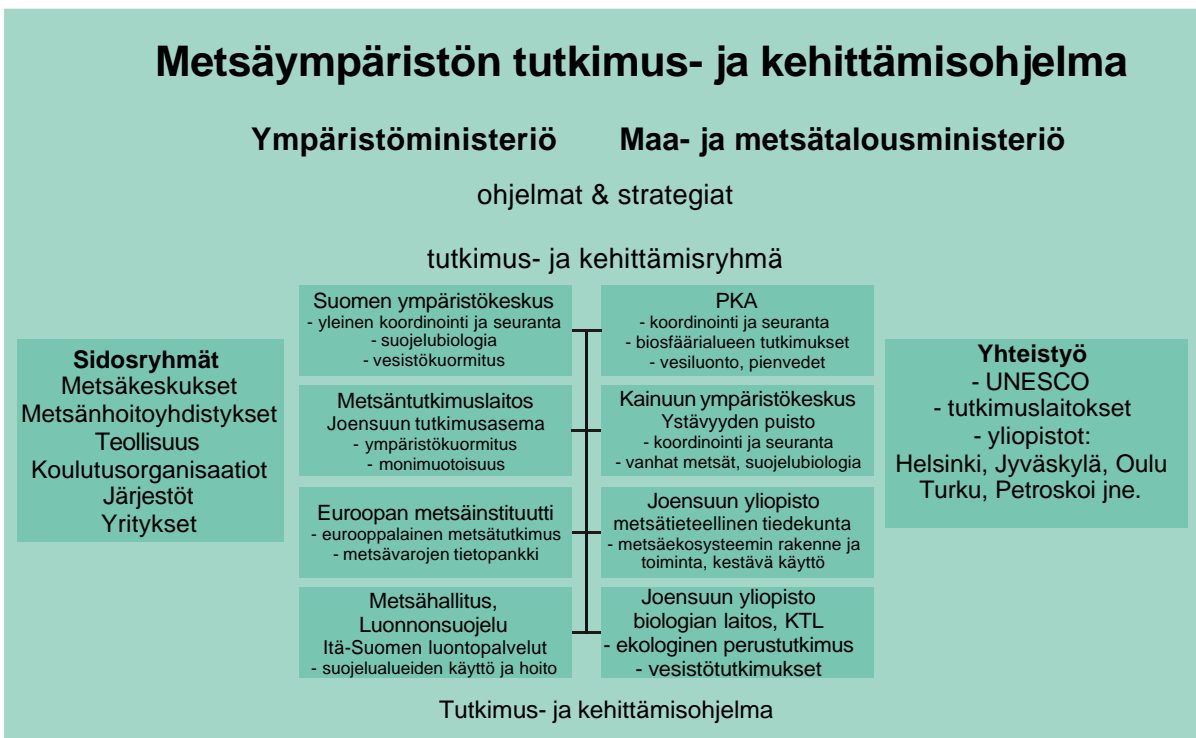 Metsäympäristön tutkimus- ja kehittämisohjelma
Ympäristöministeriö
Maa- ja metsätalousministeriö
ohjelmat & strategiat
tutkimus- ja kehittämisryhmä
Sidosryhmät
Metsäkeskukset
Metsänhoitoyhdistykset
Teollisuus
Koulutusorganisaatiot
Järjestöt
Yritykset
Suomen ympäristökeskus
- yleinen koordinointi ja seuranta
- suojelubiologia
- vesistökuormitus
Metsäntutkimuslaitos
Joensuun tutkimusasema
- ympäristökuormitus
- monimuotoisuus
Euroopan metsäinstituutti
- eurooppalainen metsätutkimus
- metsävarojen tietopankki
Metsähallitus,
Luonnonsuojelu
Itä-Suomen luontopalvelut
- suojelualueiden käyttö ja hoito
PKA
- koordinointi ja seuranta
- biosfäärialueen tutkimukset
- vesiluonto, pienvedet
Kainuun ympäristökeskus
Ystävyyden puisto
- koordinointi ja seuranta
- vanhat metsät, suojelubiologia
Joensuun yliopisto
metsätieteellinen tiedekunta
- metsäekosysteemin rakenne ja
toiminta, kestävä käyttö
Joensuun yliopisto
biologian laitos, KTL
- ekologinen perustutkimus
- vesistötutkimukset
Yhteistyö
- UNESCO
- tutkimuslaitokset
- yliopistot:
Helsinki, Jyväskylä, Oulu
Turku, Petroskoi jne.
Tutkimus- ja kehittämisohjelma